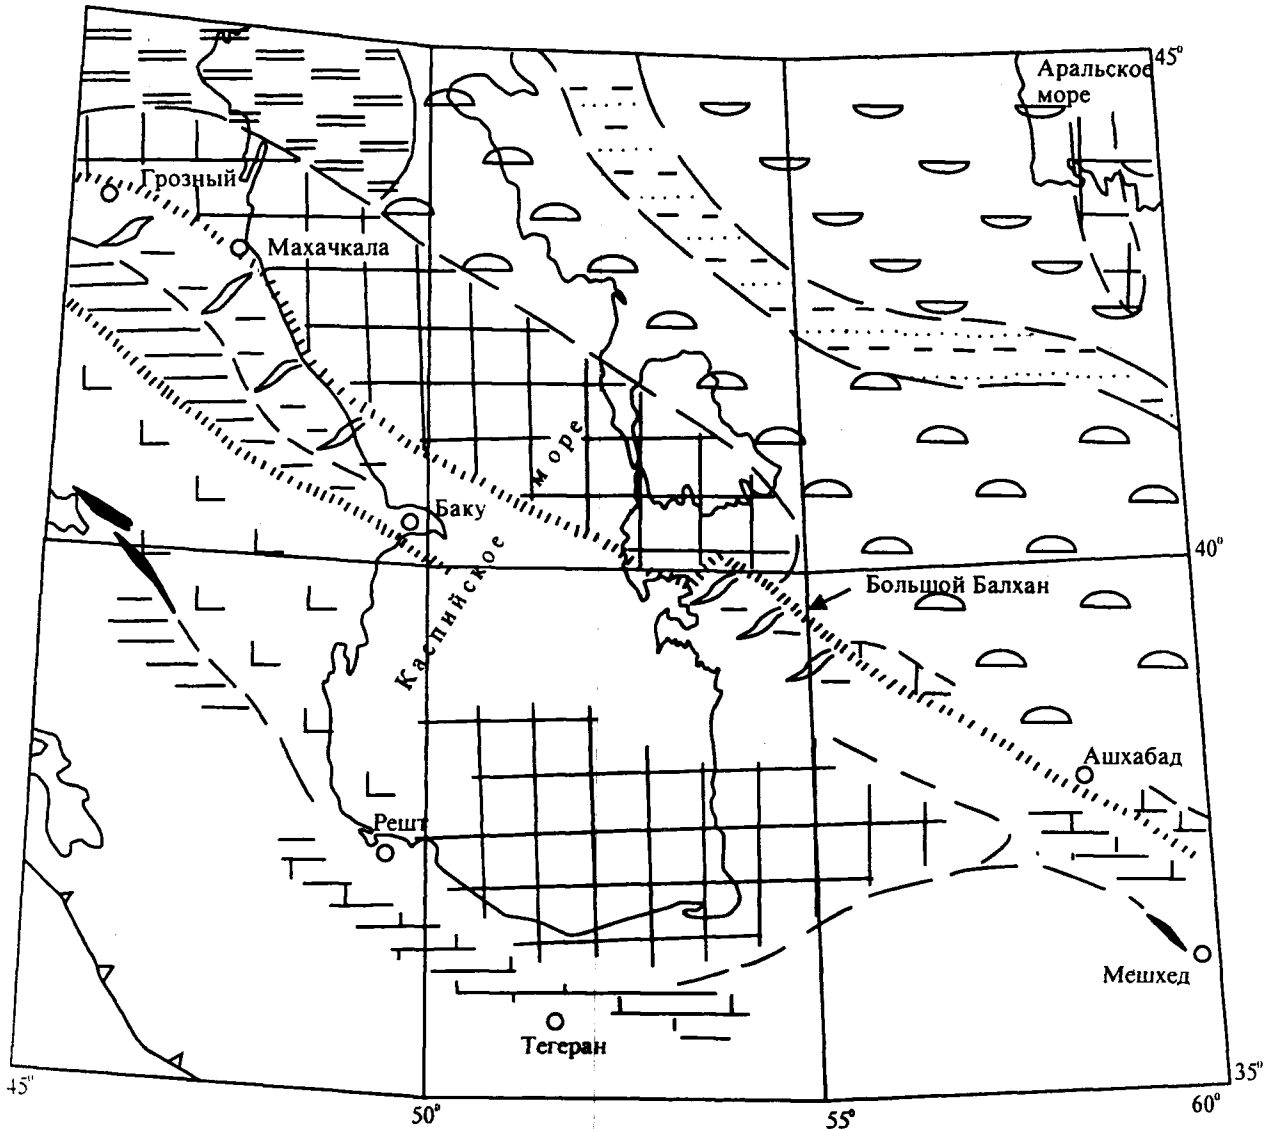 45°
Аральское
море
Грозный
Махачкала
море
Баку
Каспийское
40°
Большой Балхан
Ашхабад
Решт
Мешхед
Тегеран
45°
50°
55°
60°
35°